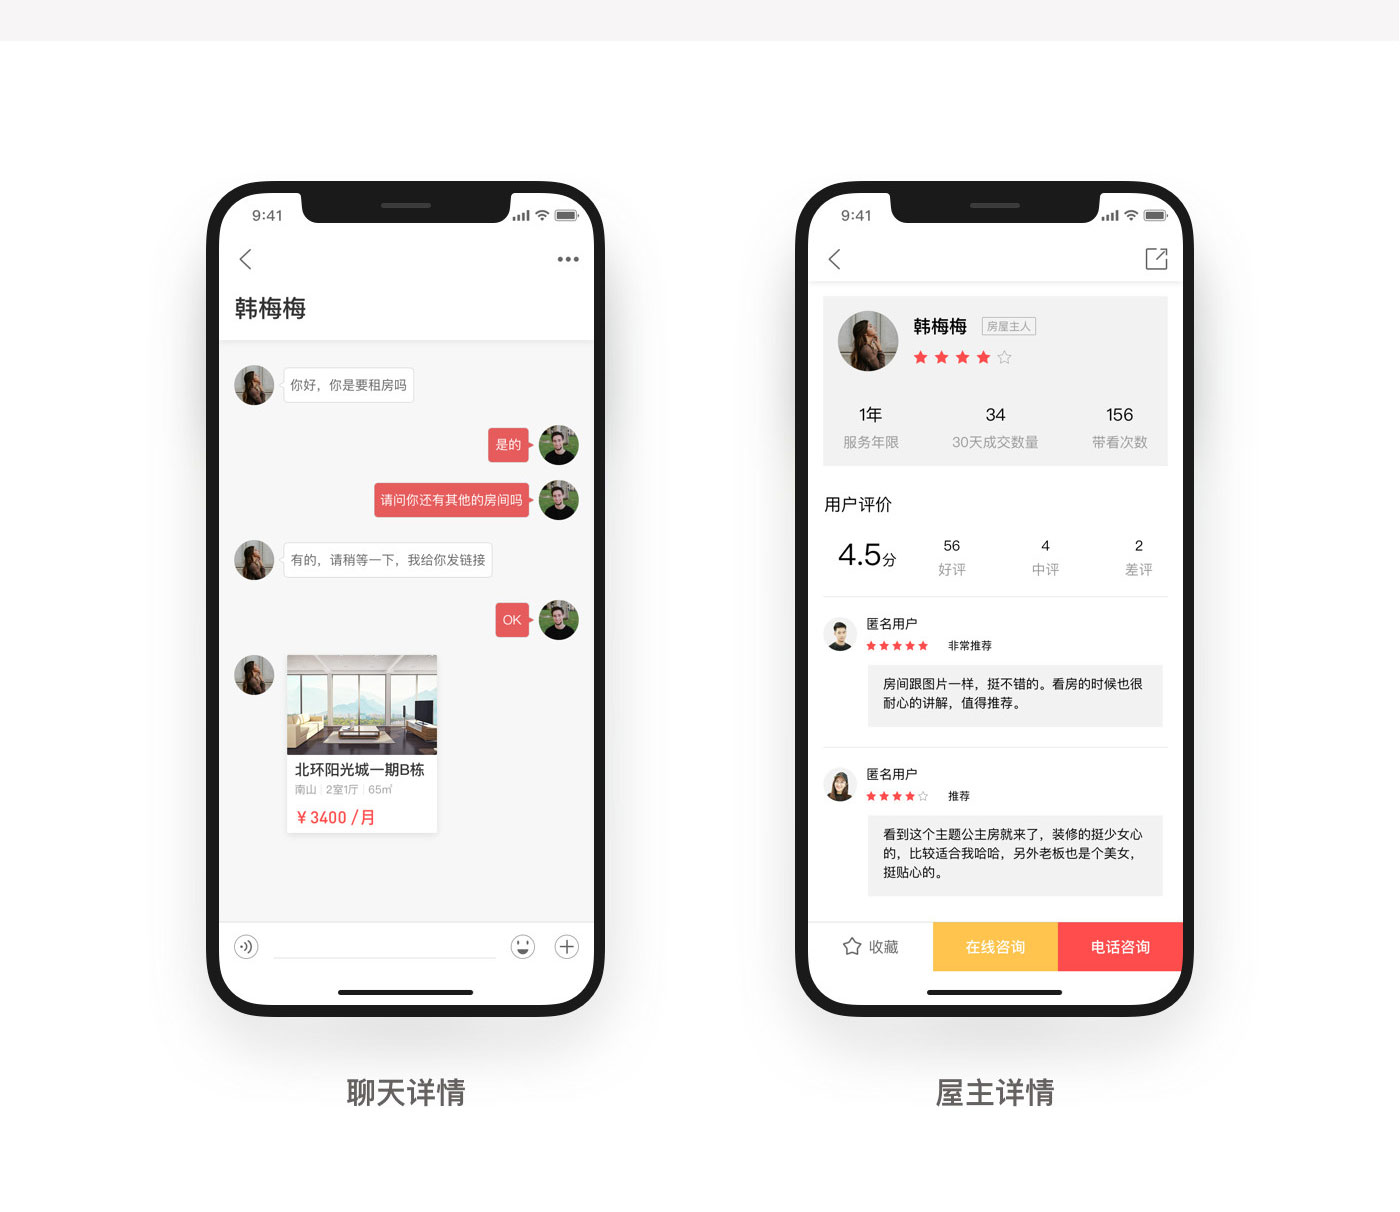 9:41
韩梅梅
你好，你是要租房吗
是的
请问你还有其他的房间吗
有的，请稍等一下，我给你发链接
OK
北环阳光城一期B栋
南山 | 2室1厅 | 65㎡
¥3400 /月
聊天详情
9:41
韩梅梅 房屋主人
1年 34 156
服务年限 30天成交数量 带看次数
用户评价
4.5分
56 4 2
好评 中评 差评
匿名用户
非常推荐
房间跟图片一样，挺不错的。看房的时候也很
耐心的讲解，值得推荐。
匿名用户
推荐
看到这个主题公主房就来了，装修的挺少女心
的，比较适合我哈哈，另外老板也是个美女，
挺贴心的。
收藏 在线咨询 电话咨询
屋主详情